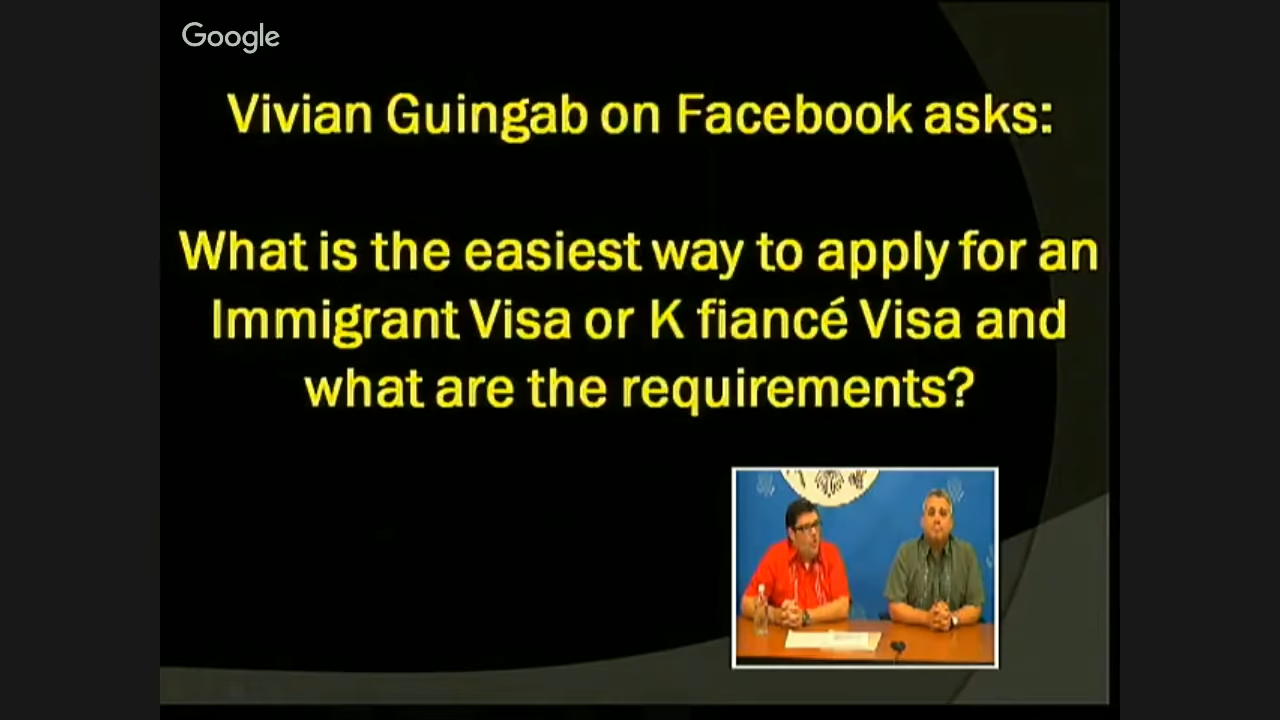 Google
Vivian Guingab on Facebook asks:
What is the easiest way to apply for an
Immigrant Visa or K fiancé Visa and
what are the requirements?